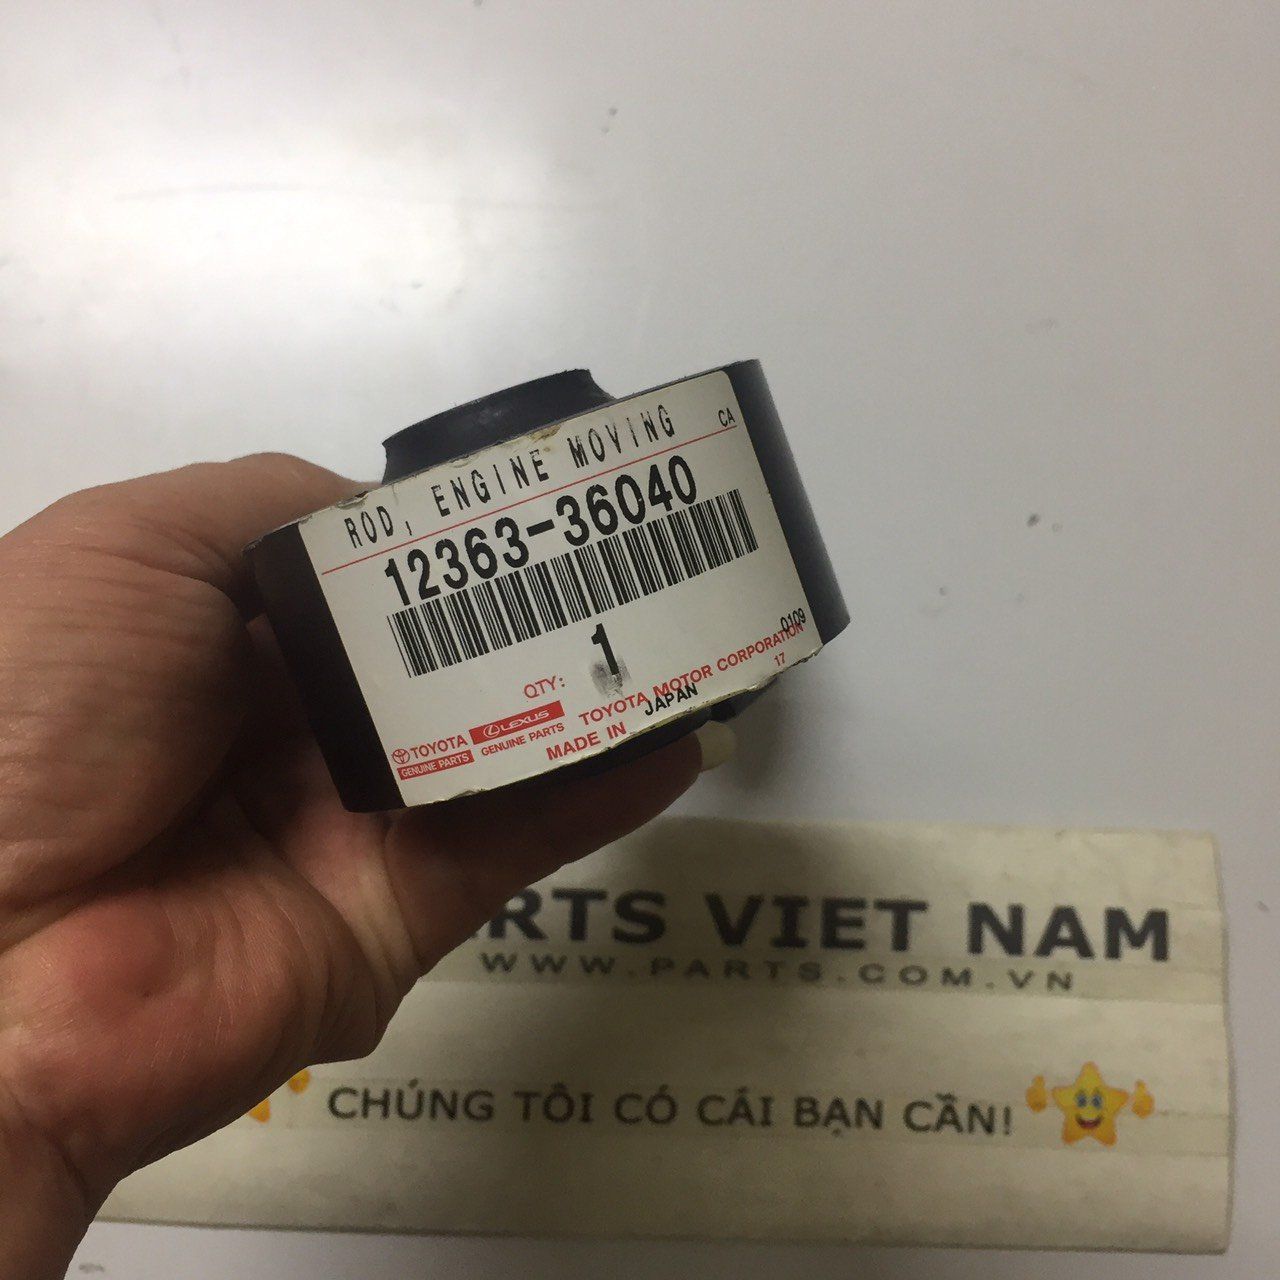 ROD, ENGINE MOVING
CA
12363-36040
QTY: 1
0109
17
TOYOTA
GENUINE PARTS
LEXUS
GENUINE PARTS
TOYOTA MOTOR CORPORATION
MADE IN JAPAN
RTS VIET NAM
WWW.PARTS.COM.VN
CHÚNG TÔI CÓ CÁI BẠN CẦN!